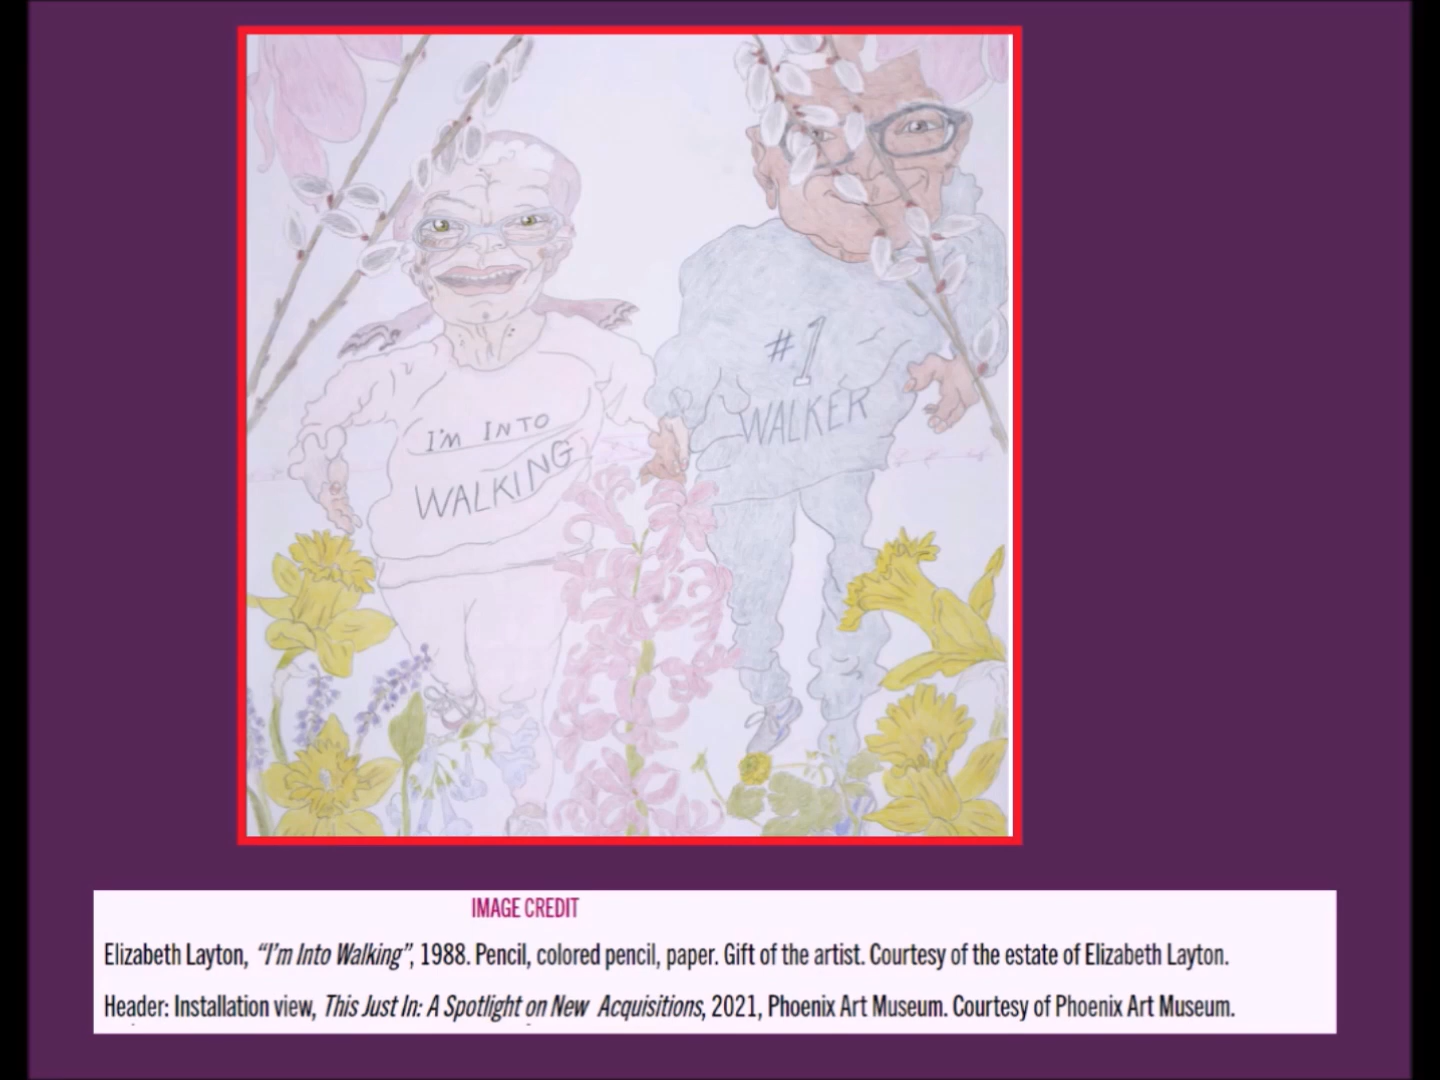 I'M INTO
WALKING
#1
WALKER
IMAGE CREDIT
Elizabeth Layton, “I’m Into Walking”, 1988. Pencil, colored pencil, paper. Gift of the artist. Courtesy of the estate of Elizabeth Layton.
Header: Installation view, This Just In: A Spotlight on New Acquisitions, 2021, Phoenix Art Museum. Courtesy of Phoenix Art Museum.